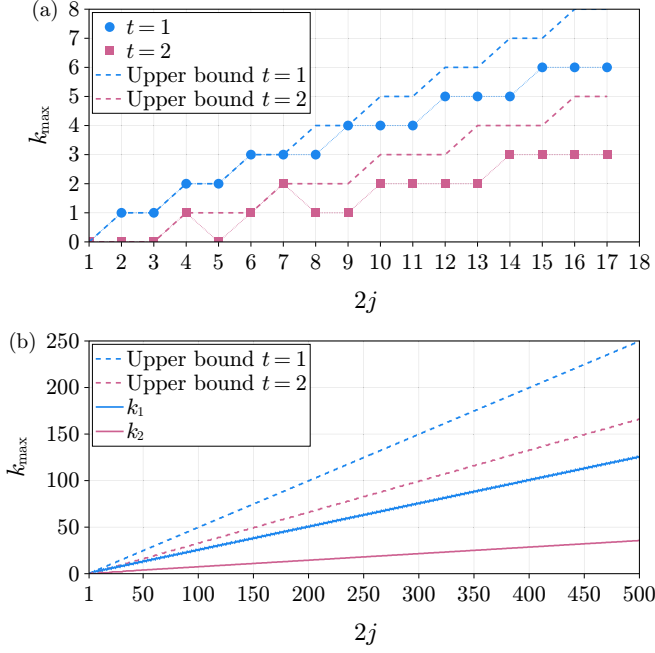 (a)
8
7
6
5
4
3
2
1
0
k_max
t = 1
t = 2
Upper bound t = 1
Upper bound t = 2
1 2 3 4 5 6 7 8 9 10 11 12 13 14 15 16 17 18
2j
(b)
250
200
150
100
50
0
k_max
Upper bound t = 1
Upper bound t = 2
k₁
k₂
1 50 100 150 200 250 300 350 400 450 500
2j